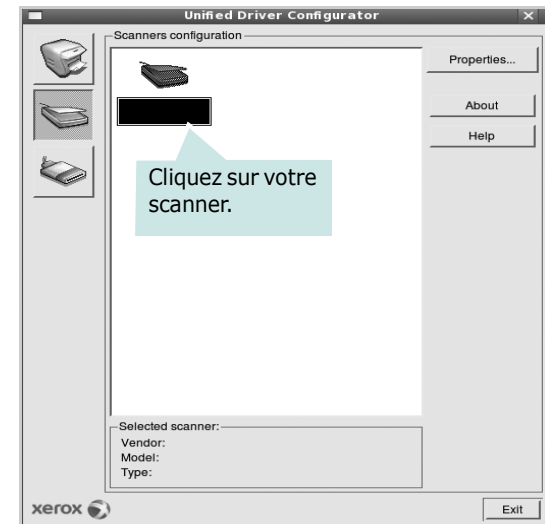 Unified Driver Configurator
Scanners configuration
Properties...
About
Help
Cliquez sur votre
scanner.
Selected scanner:
Vendor:
Model:
Type:
xerox
Exit